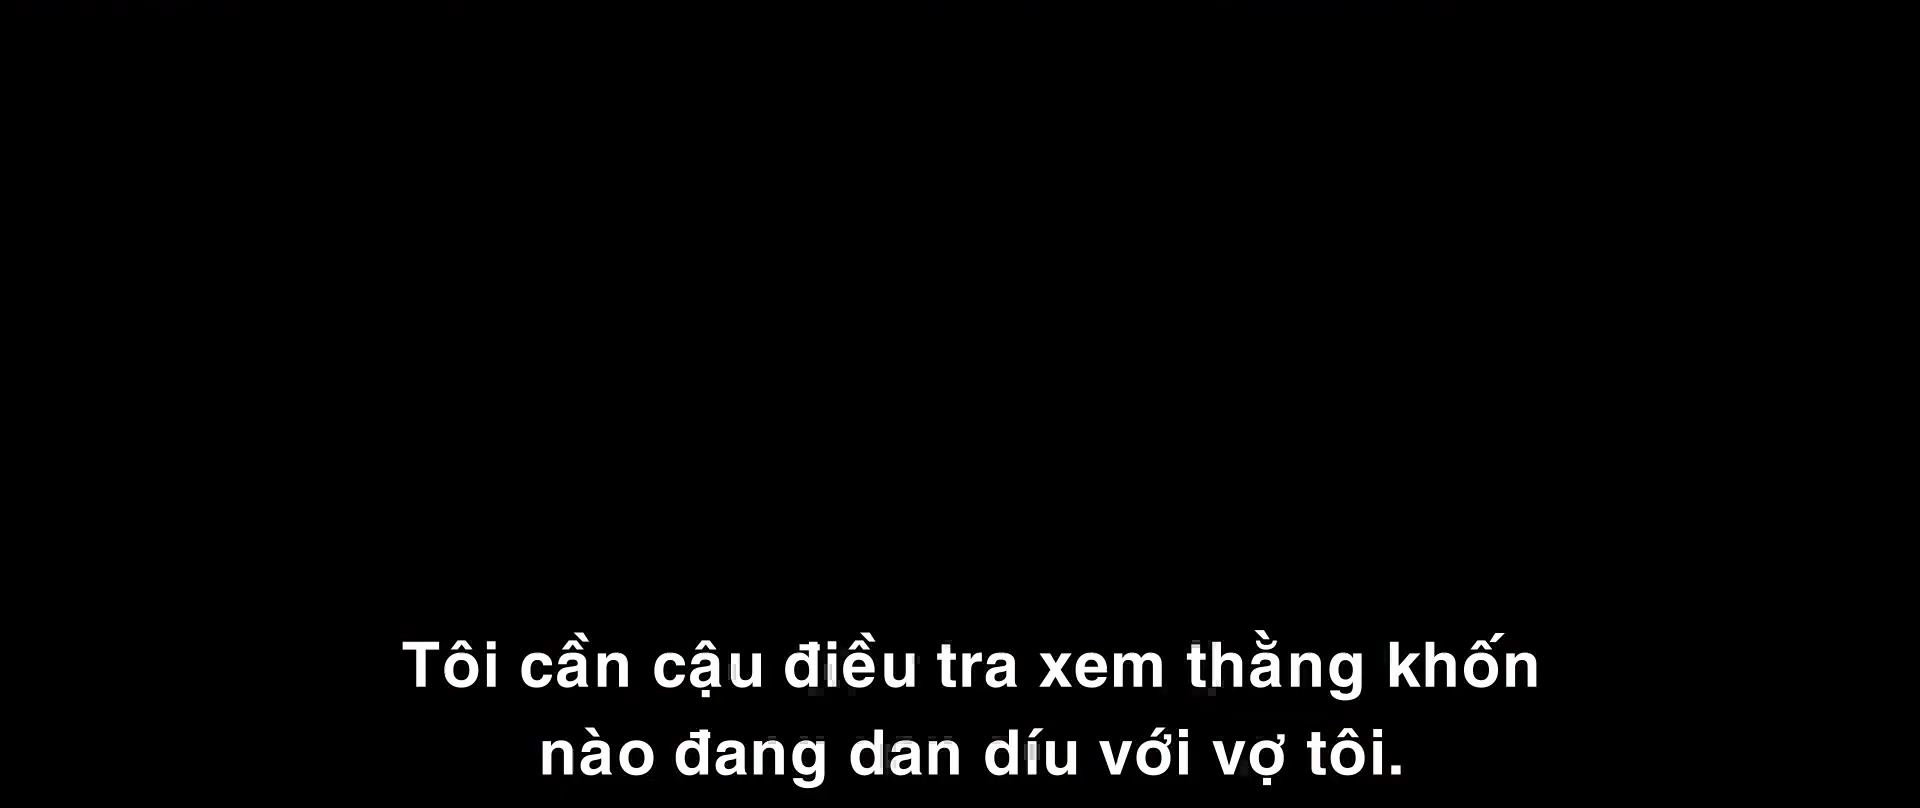 Tôi cần cậu điều tra xem thằng khốn
nào đang dan díu với vợ tôi.